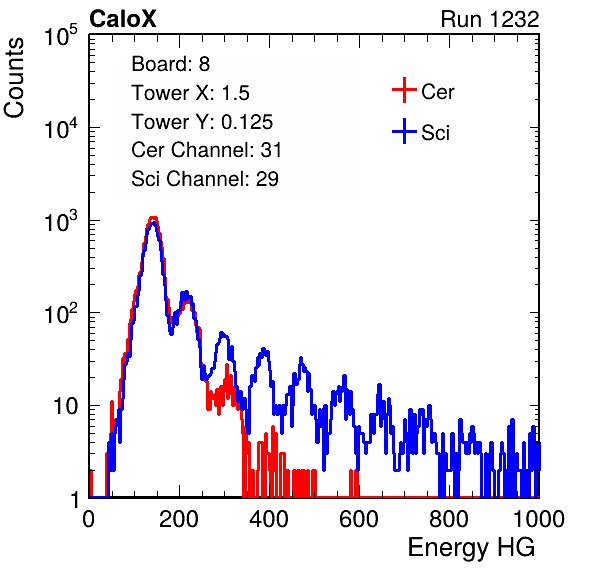 CaloX Run 1232
Counts
Board: 8
Tower X: 1.5
Tower Y: 0.125
Cer Channel: 31
Sci Channel: 29
Cer
Sci
10^5
10^4
10^3
10^2
10
1
0 200 400 600 800 1000
Energy HG